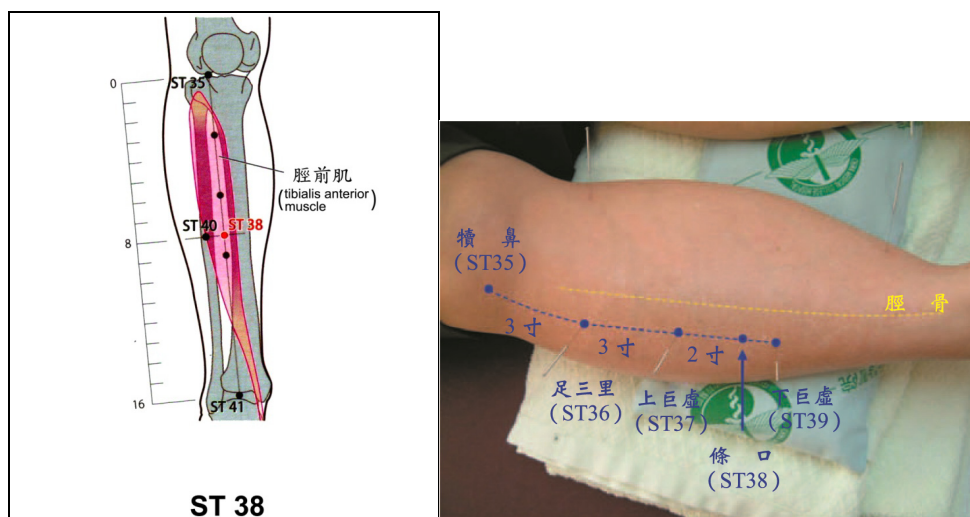 0
ST 35
脛前肌
(tibialis anterior
muscle)
ST 40
ST 38
8
16
ST 41
ST 38
犢鼻
(ST35)
脛 骨
3 寸
3 寸
2 寸
足三里
(ST36)
上巨虛
(ST37)
下巨虛
(ST39)
條 口
(ST38)